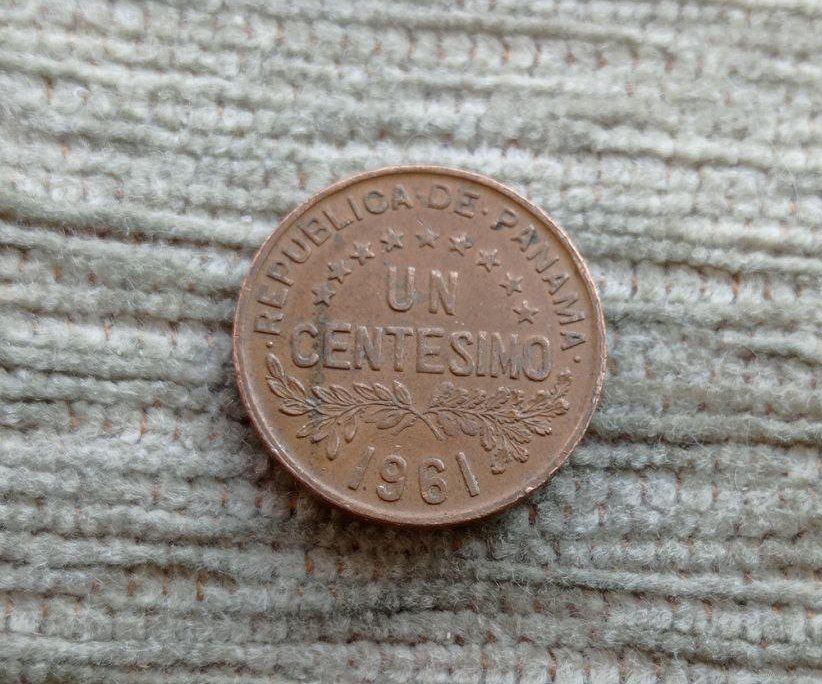 ·REPUBLICA·DE·PANAMA·
UN
CENTESIMO
1961